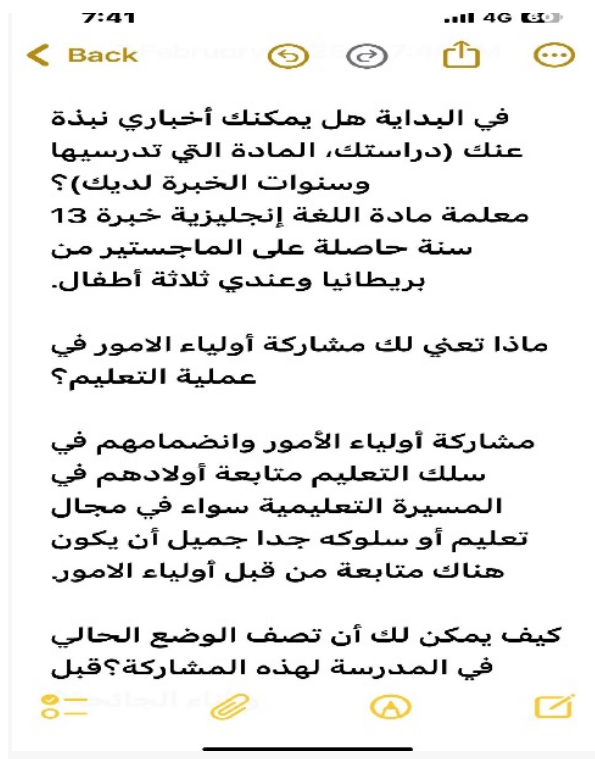 7:41
4G 60
Back
في البداية هل يمكنك أخباري نبذة
عنك (دراستك، المادة التي تدرسيها
وسنوات الخبرة لديك)؟
معلمة مادة اللغة إنجليزية خبرة 13
سنة حاصلة على الماجستير من
بريطانيا وعندي ثلاثة أطفال.
ماذا تعني لك مشاركة أولياء الامور في
عملية التعليم؟
مشاركة أولياء الأمور وانضمامهم في
سلك التعليم متابعة أولادهم في
المسيرة التعليمية سواء في مجال
تعليم أو سلوكه جدا جميل أن يكون
هناك متابعة من قبل أولياء الامور.
كيف يمكن لك أن تصف الوضع الحالي
في المدرسة لهذه المشاركة؟قبل